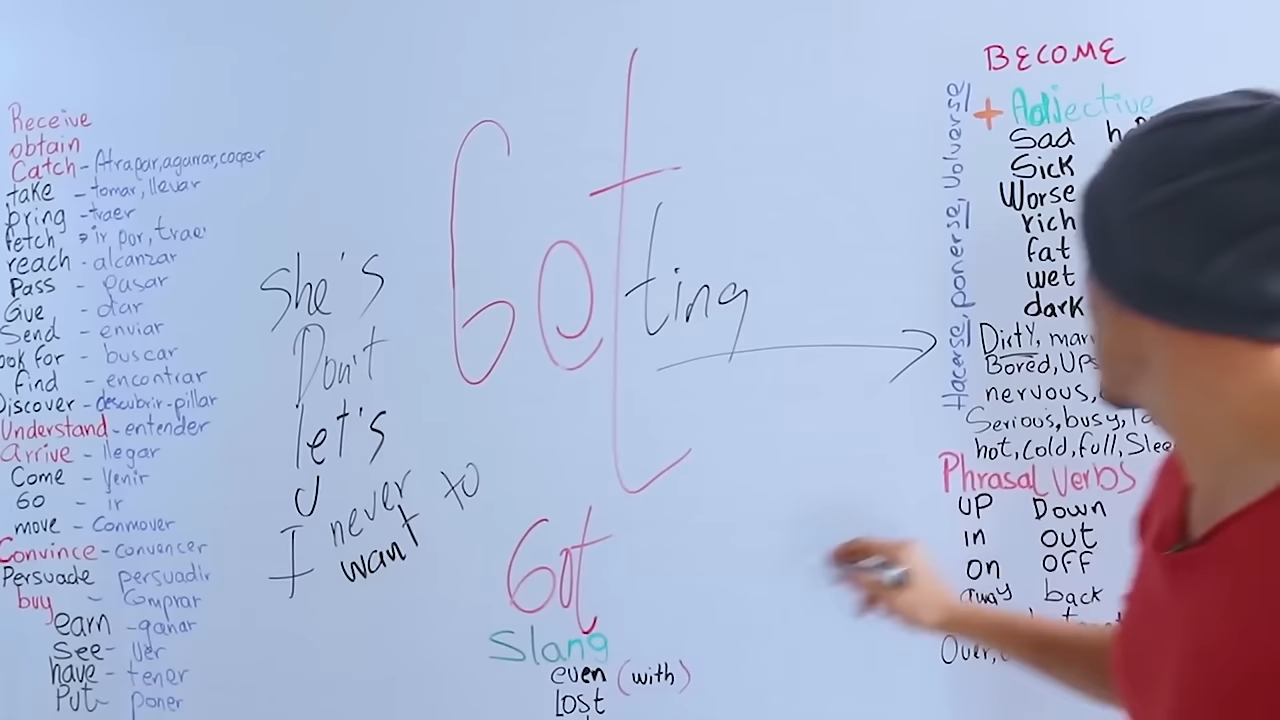 Receive
obtain
Catch - Atrapar, agarrar, coger
take - tomar, llevar
bring - traer
fetch ir por, trae
reach - alcanzar
Pass - pasar
Give - dar
Send - enviar
ook for - buscar
find - encontrar
Discover - descubrir - pillar
Understand - entender
arrive - llegar
Come - Venir
Go - ir
move - Conmover
Convince - convencer
Persuade persuadir
buy - Comprar
earn - ganar
See - Ver
have - tener
Put - poner
She's
Don't
let's
U
I never want to
Get ting
Got
Slang
even (with)
LOST
BECOME
+ Adjective
Hacerse, ponerse, Volverse
Sad
Sick
Worse
rich
fat
wet
dark
Dirty,
Bored, UPS
nervous,
Serious, busy,
hot, Cold, full, Slee
Phrasal Verbs
UP Down
in out
on OFF
away back
Over,